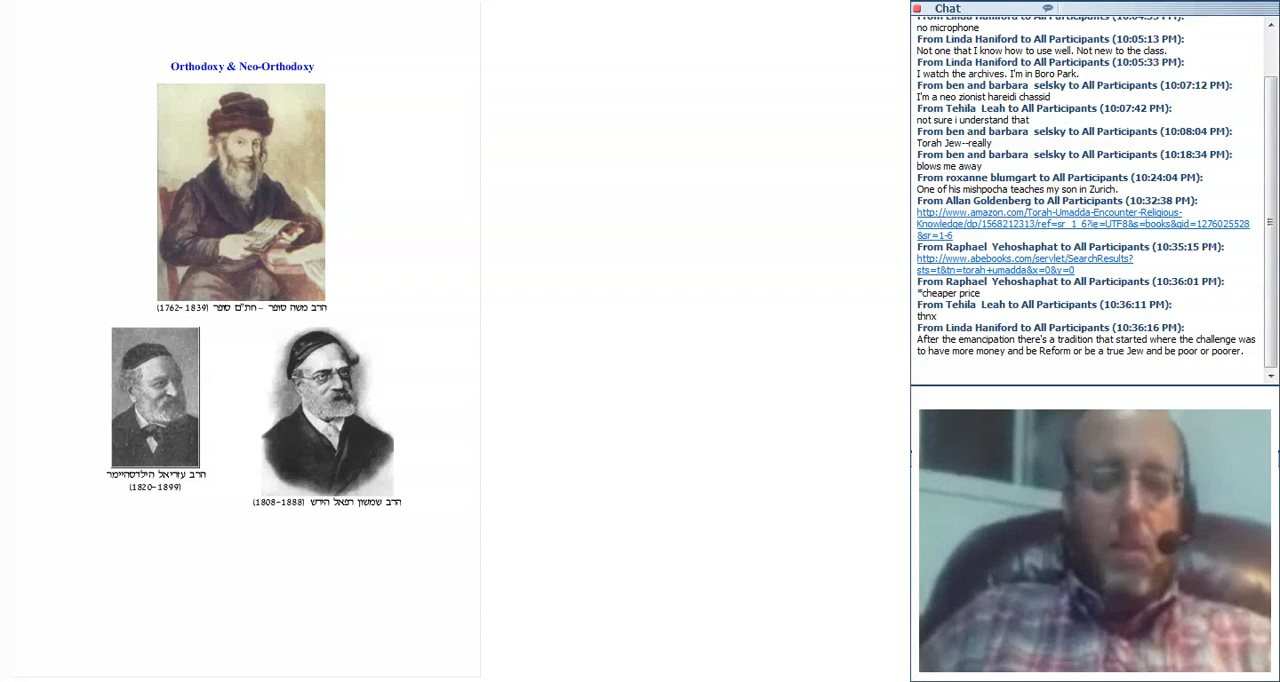 Orthodoxy & Neo-Orthodoxy
הרב משה סופר - חת"ם סופר (1762-1839)
הרב עזריאל הילדסהיימר
(1820-1899)
הרב שמשון רפאל הירש (1808-1888)
Chat
From Linda Haniford to All Participants (10:04:55 PM):
no microphone
From Linda Haniford to All Participants (10:05:13 PM):
Not one that I know how to use well. Not new to the class.
From Linda Haniford to All Participants (10:05:33 PM):
I watch the archives. I'm in Boro Park.
From ben and barbara selsky to All Participants (10:07:12 PM):
I'm a neo zionist hareidi chassid
From Tehila Leah to All Participants (10:07:42 PM):
not sure i understand that
From ben and barbara selsky to All Participants (10:08:04 PM):
Torah Jew--really
From ben and barbara selsky to All Participants (10:18:34 PM):
blows me away
From roxanne blumgart to All Participants (10:24:04 PM):
One of his mishpocha teaches my son in Zurich.
From Allan Goldenberg to All Participants (10:32:38 PM):
http://www.amazon.com/Torah-Umadda-Encounter-Religious-
Knowledge/dp/1568212313/ref=sr_1_6?ie=UTF8&s=books&qid=1276025528
&sr=1-6
From Raphael Yehoshaphat to All Participants (10:35:15 PM):
http://www.abebooks.com/servlet/SearchResults?
sts=t&tn=torah+umadda&x=0&y=0
From Raphael Yehoshaphat to All Participants (10:36:01 PM):
*cheaper price
From Tehila Leah to All Participants (10:36:11 PM):
thnx
From Linda Haniford to All Participants (10:36:16 PM):
After the emancipation there's a tradition that started where the challenge was
to have more money and be Reform or be a true Jew and be poor or poorer.